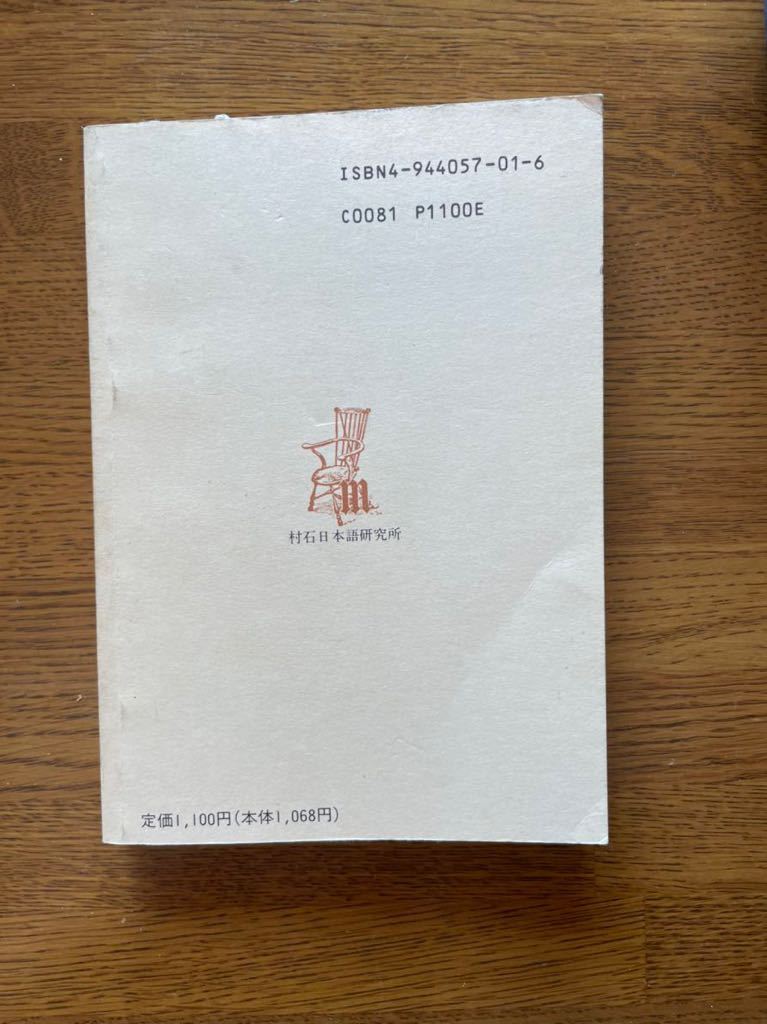 ISBN4-944057-01-6
C0081 P1100E
m
村石日本語研究所
定価1,100円(本体1,068円)